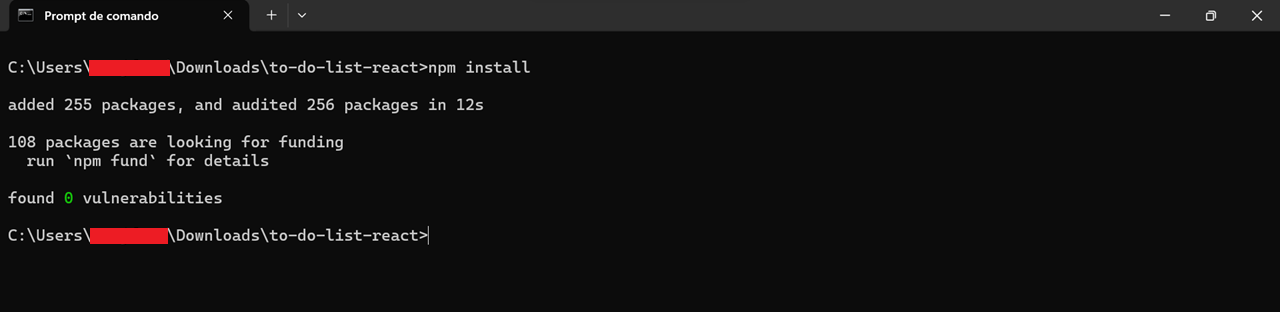 Prompt de comando
C:\Users\ \Downloads\to-do-list-react>npm install
added 255 packages, and audited 256 packages in 12s
108 packages are looking for funding
  run `npm fund` for details
found 0 vulnerabilities
C:\Users\ \Downloads\to-do-list-react>